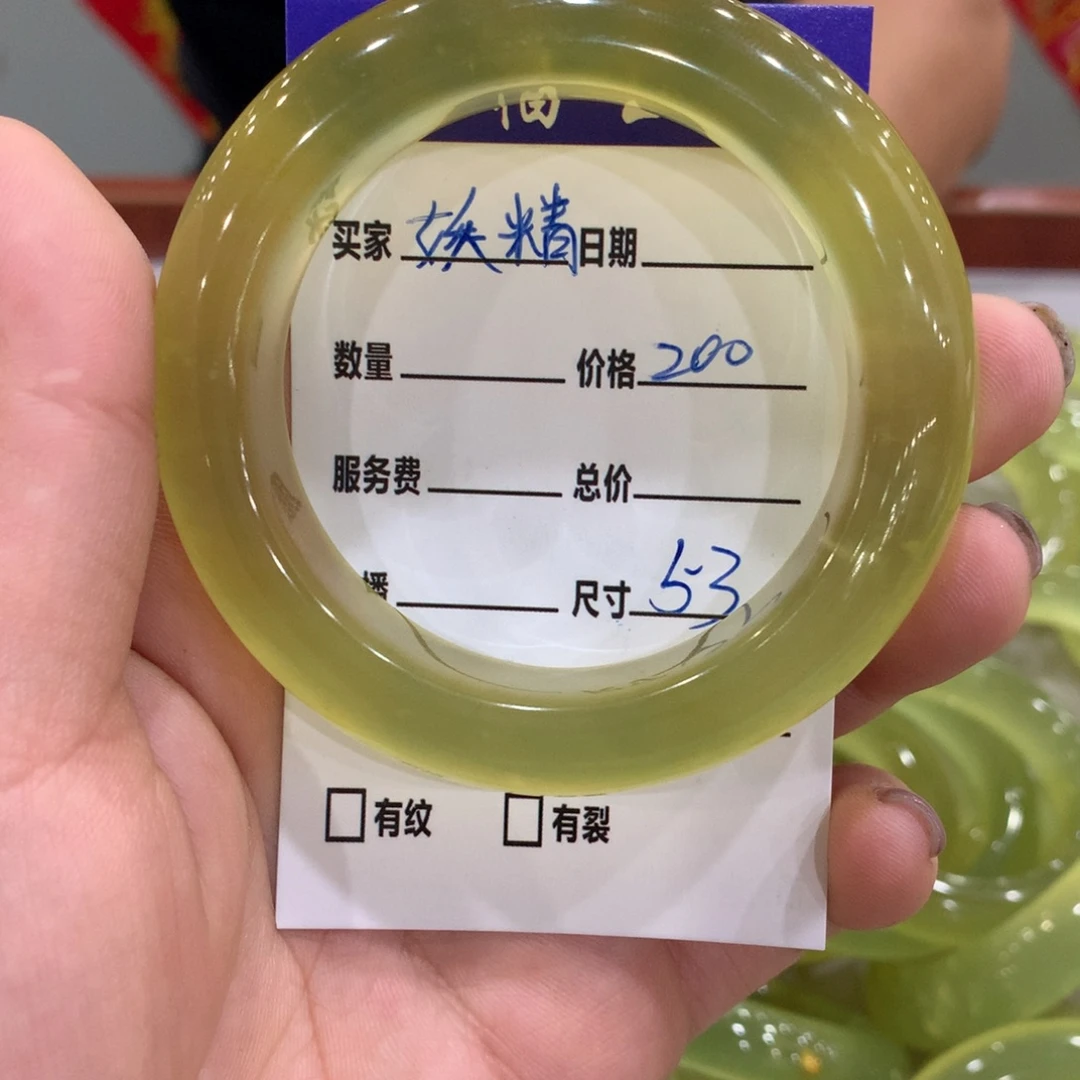 买家 妖精 日期
数量 价格 200
服务费 总价
播 尺寸 53
有纹 有裂